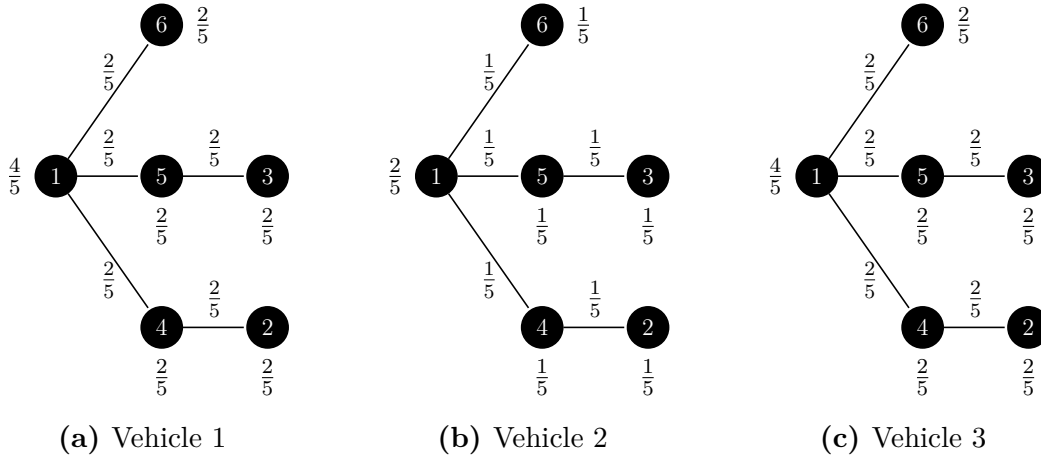 6 2/5 6 1/5 6 2/5
2/5 1/5 2/5
2/5 2/5 1/5 1/5 2/5 2/5
4/5 1 5 3 2/5 1 5 3 4/5 1 5 3
2/5 2/5 1/5 1/5 2/5 2/5
2/5 2/5 1/5 1/5 2/5 2/5
4 2 4 2 4 2
2/5 2/5 1/5 1/5 2/5 2/5
(a) Vehicle 1
(b) Vehicle 2
(c) Vehicle 3